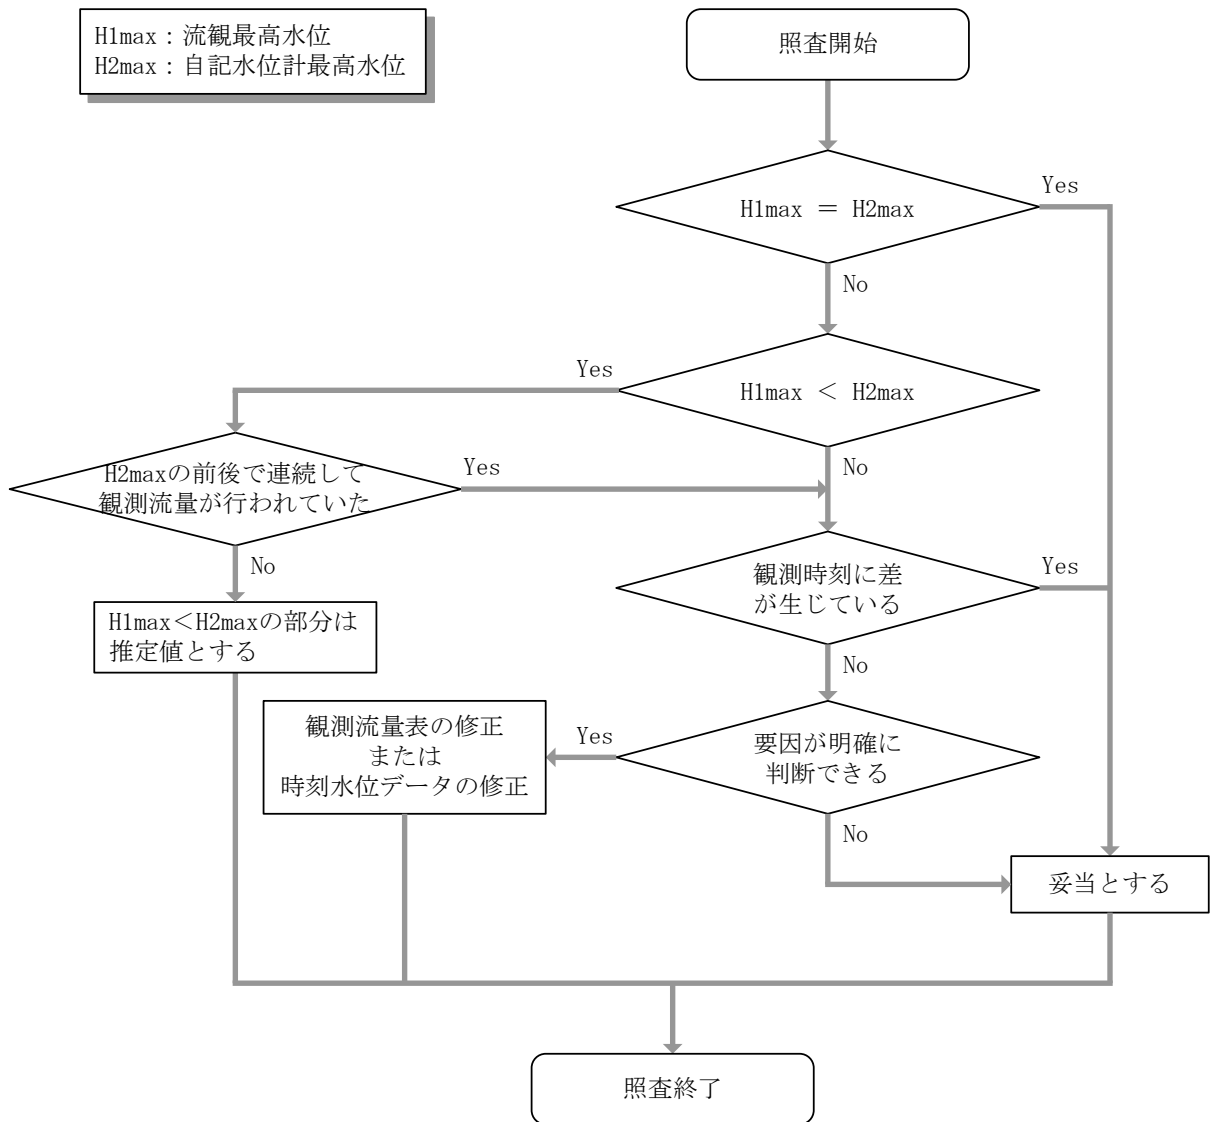 H1max：流観最高水位
H2max：自記水位計最高水位
照査開始
H1max ＝ H2max
Yes
No
H1max ＜ H2max
Yes
No
H2maxの前後で連続して
観測流量が行われていた
Yes
No
観測時刻に差
が生じている
Yes
No
H1max＜H2maxの部分は
推定値とする
観測流量表の修正
または
時刻水位データの修正
Yes
要因が明確に
判断できる
No
妥当とする
照査終了